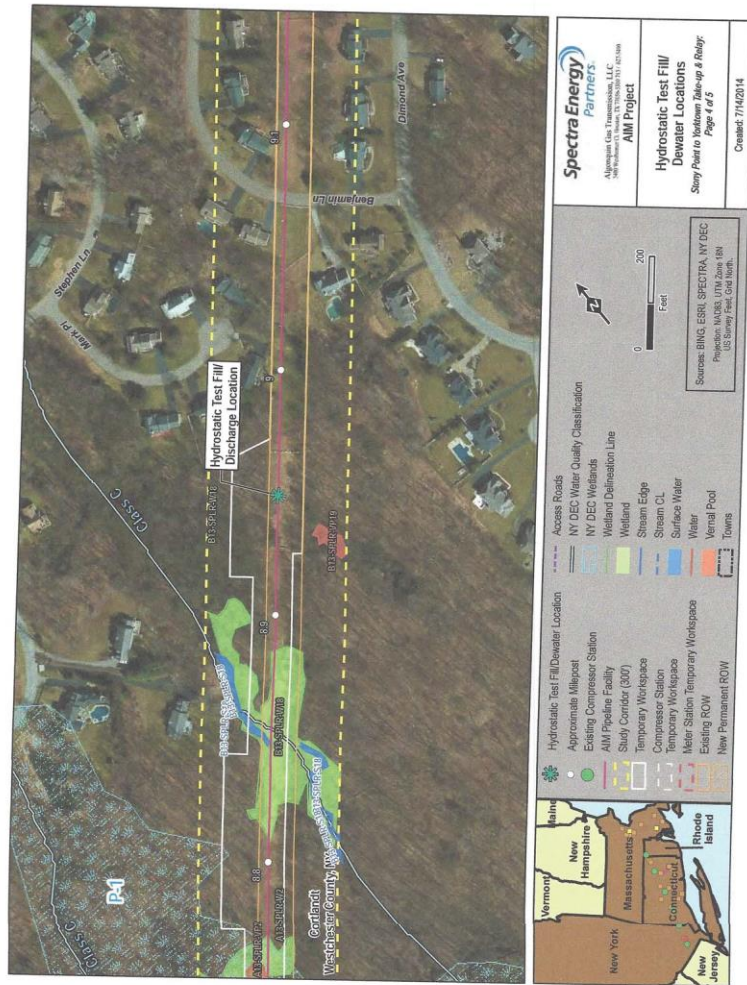 Class C
Class C
P-1
Stephen Ln
Mark Pl
Benjamin Ln
Dimond Ave
Hydrostatic Test Fill/
Discharge Location
B13-SPLR-W18
B13-SPLR-W18
8.8
8.9
9
9.1
Cortlandt
Westchester County, NY
Vermont
Maine
New
Hampshire
Massachusetts
New York
Connecticut
Rhode
Island
New
Jersey
Hydrostatic Test Fill/Dewater Location
Approximate Milepost
Existing Compressor Station
AIM Pipeline Facility
Study Corridor (300')
Temporary Workspace
Compressor Station
Temporary Workspace
Meter Station Temporary Workspace
Existing ROW
New Permanent ROW
Access Roads
NY DEC Water Quality Classification
NY DEC Wetlands
Wetland Delineation Line
Wetland
Stream Edge
Stream CL
Surface Water
Water
Vernal Pool
Towns
0 200
Feet
Sources: BING, ESRI, SPECTRA, NY DEC
Projection: NAD83, UTM Zone 18N
US Survey Feet, Grid North.
Spectra Energy
Partners
Algonquin Gas Transmission, LLC
AIM Project
Hydrostatic Test Fill/
Dewater Locations
Stony Point to Yorktown Take-up & Relay:
Page 4 of 5
Created: 7/14/2014